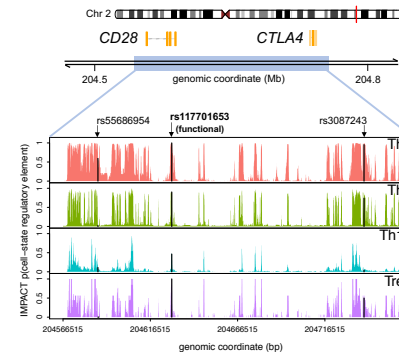 Chr 2
CD28
CTLA4
204.5
204.8
genomic coordinate (Mb)
rs55686954
rs117701653
(functional)
rs3087243
IMPACT p(cell−state regulatory element)
0 0.5 1
0 0.5 1
0.0 0.5 1.0
0 0.5 1
204566515
204616515
204666515
204716515
genomic coordinate (bp)